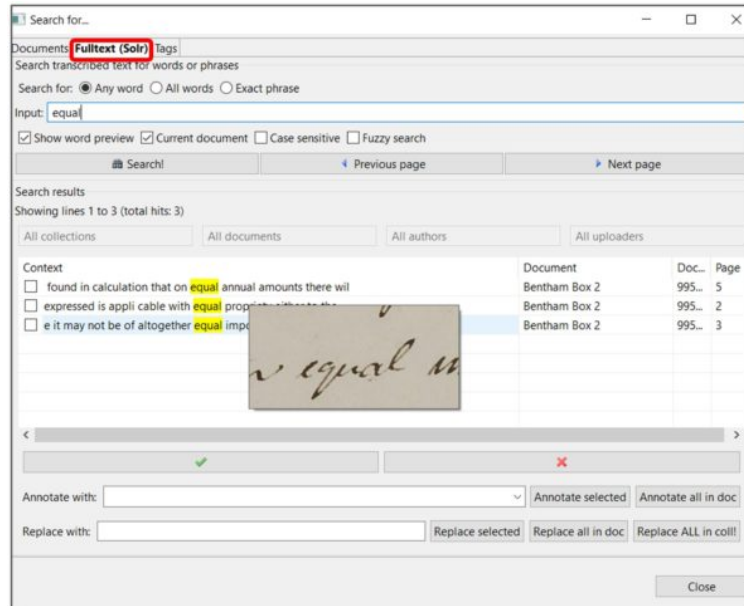 Search for...
Documents Fulltext (Solr) Tags
Search transcribed text for words or phrases
Search for: Any word All words Exact phrase
Input: equal
Show word preview Current document Case sensitive Fuzzy search
Search! Previous page Next page
Search results
Showing lines 1 to 3 (total hits: 3)
All collections All documents All authors All uploaders
Context Document Doc... Page
found in calculation that on equal annual amounts there wil Bentham Box 2 995... 5
expressed is appli cable with equal Bentham Box 2 995... 2
e it may not be of altogether equal Bentham Box 2 995... 3
equal
Annotate with: Annotate selected Annotate all in doc
Replace with: Replace selected Replace all in doc Replace ALL in coll!
Close